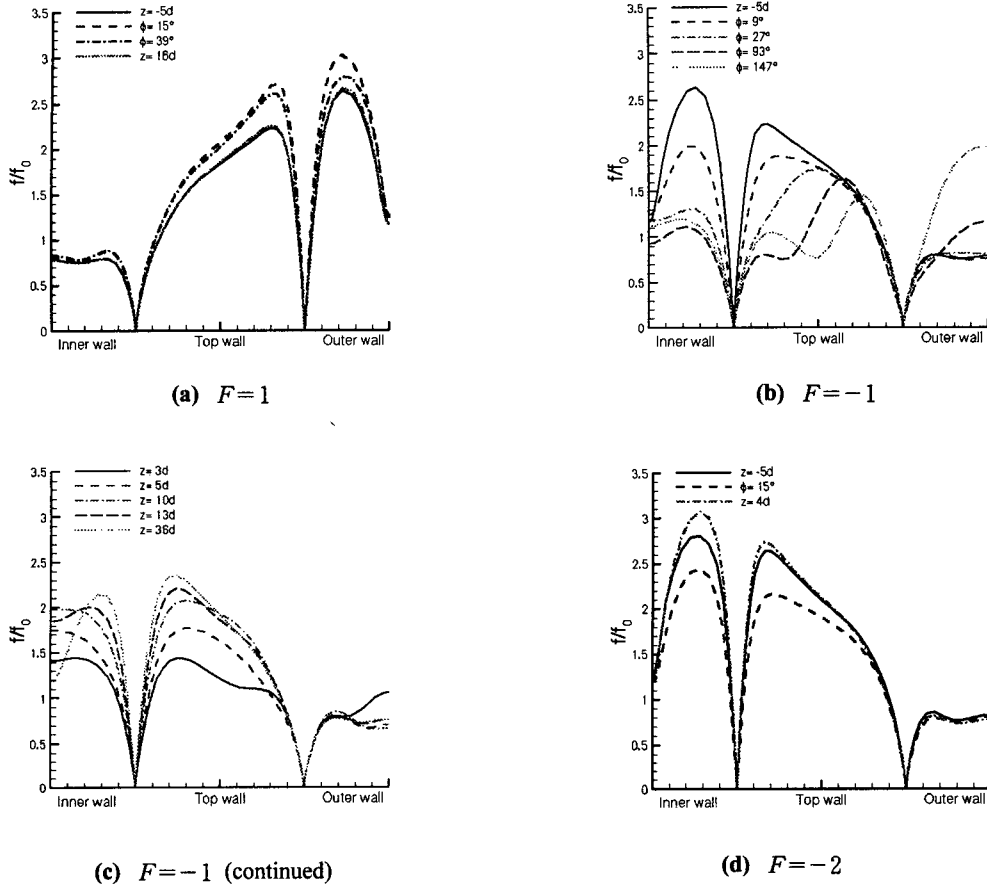 z= -5d
ϕ= 15°
ϕ= 39°
z= 16d
3.5
3
2.5
2
1.5
1
0.5
0
f/f₀
Inner wall
Top wall
Outer wall
(a) F=1
z= -5d
ϕ= 9°
ϕ= 27°
ϕ= 93°
ϕ= 147°
3.5
3
2.5
2
1.5
1
0.5
0
f/f₀
Inner wall
Top wall
Outer wall
(b) F=−1
z= 3d
z= 5d
z= 10d
z= 13d
z= 36d
3.5
3
2.5
2
1.5
1
0.5
0
f/f₀
Inner wall
Top wall
Outer wall
(c) F=−1 (continued)
z= -5d
ϕ= 15°
z= 4d
3.5
3
2.5
2
1.5
1
0.5
0
f/f₀
Inner wall
Top wall
Outer wall
(d) F=−2